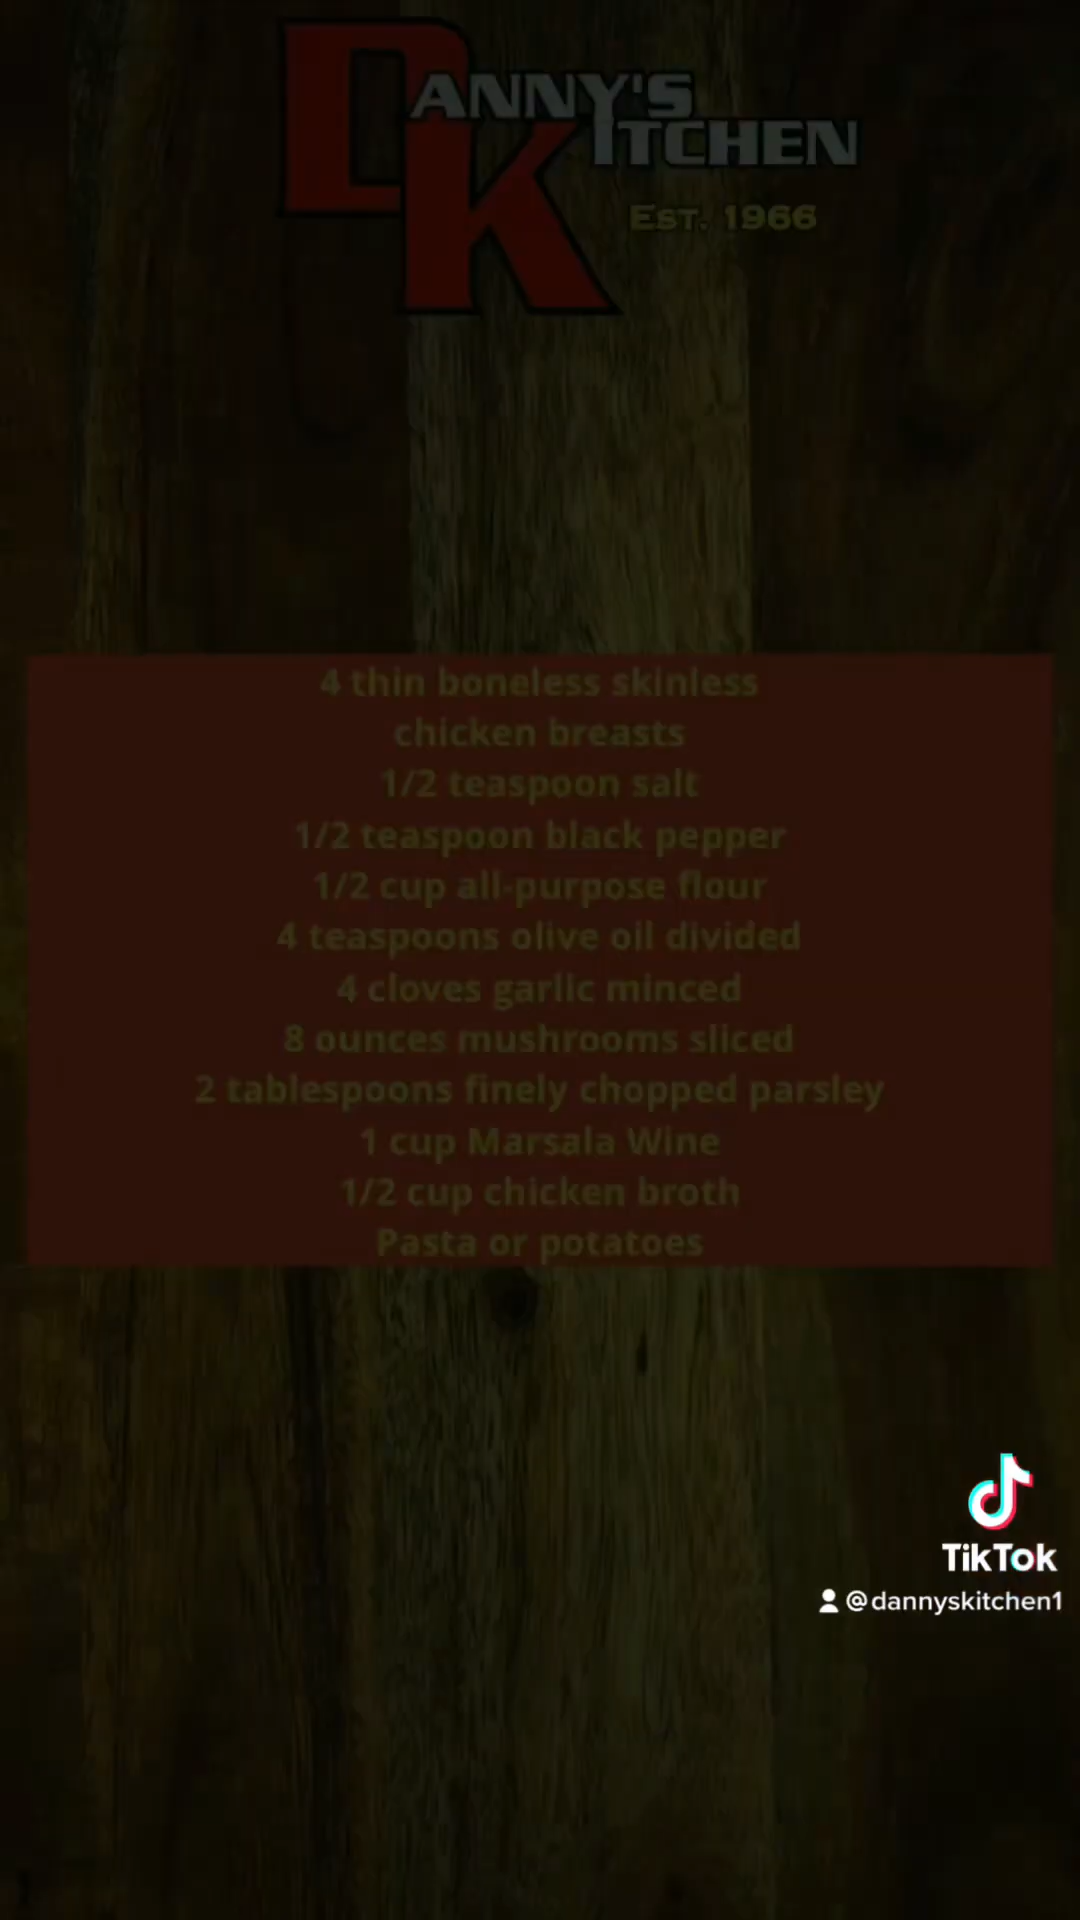 DANNY'S
KITCHEN
EST. 1966
4 thin boneless skinless
chicken breasts
1/2 teaspoon salt
1/2 teaspoon black pepper
1/2 cup all-purpose flour
4 teaspoons olive oil divided
4 cloves garlic minced
8 ounces mushrooms sliced
2 tablespoons finely chopped parsley
1 cup Marsala Wine
1/2 cup chicken broth
Pasta or potatoes
TikTok
@dannyskitchen1